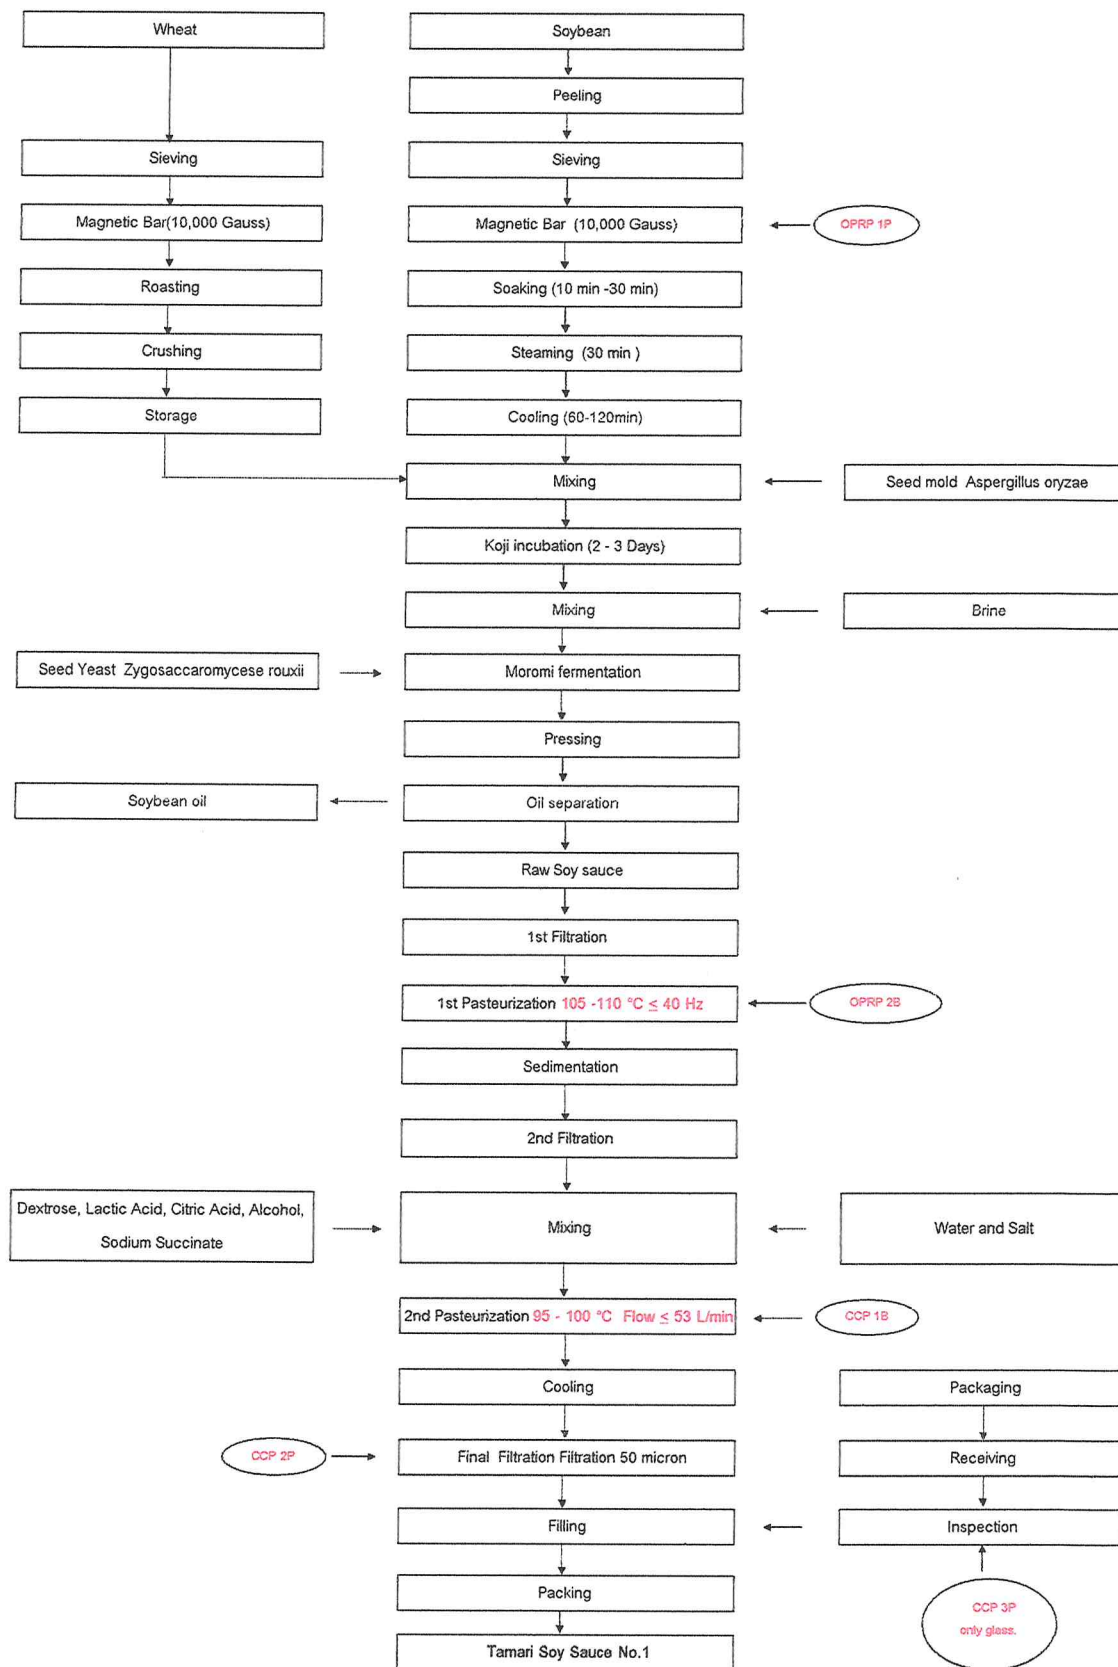 Wheat
Soybean
Peeling
Sieving
Sieving
Magnetic Bar(10,000 Gauss)
Magnetic Bar (10,000 Gauss)
OPRP 1P
Roasting
Soaking (10 min -30 min)
Crushing
Steaming (30 min )
Storage
Cooling (60-120min)
Mixing
Seed mold Aspergillus oryzae
Koji incubation (2 - 3 Days)
Mixing
Brine
Seed Yeast Zygosaccaromycese rouxii
Moromi fermentation
Pressing
Soybean oil
Oil separation
Raw Soy sauce
1st Filtration
1st Pasteurization 105 -110 °C ≤ 40 Hz
OPRP 2B
Sedimentation
2nd Filtration
Dextrose, Lactic Acid, Citric Acid, Alcohol,
Sodium Succinate
Mixing
Water and Salt
2nd Pasteurization 95 - 100 °C Flow ≤ 53 L/min
CCP 1B
Cooling
Packaging
CCP 2P
Final Filtration Filtration 50 micron
Receiving
Filling
Inspection
Packing
CCP 3P
only glass.
Tamari Soy Sauce No.1